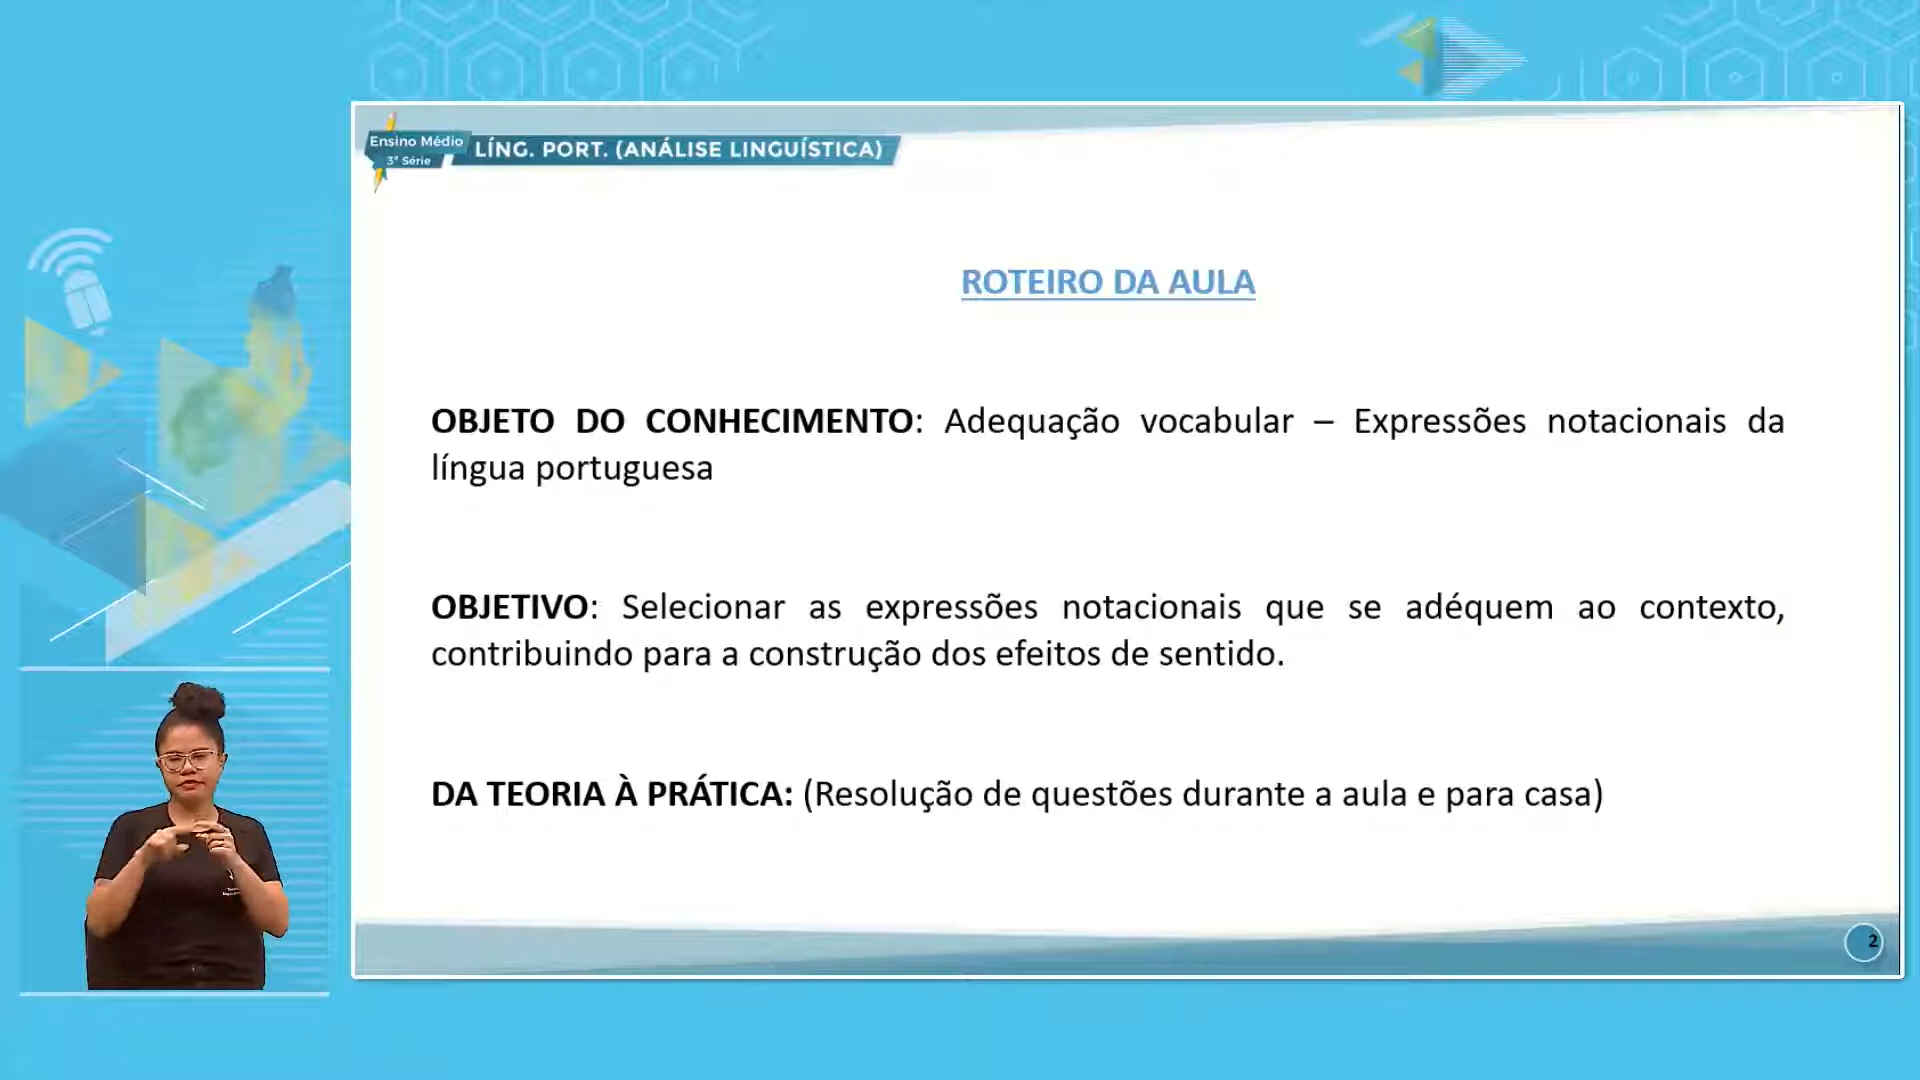 Ensino Médio
3ª Série
LÍNG. PORT. (ANÁLISE LINGUÍSTICA)
ROTEIRO DA AULA
OBJETO DO CONHECIMENTO: Adequação vocabular – Expressões notacionais da
língua portuguesa
OBJETIVO: Selecionar as expressões notacionais que se adéquem ao contexto,
contribuindo para a construção dos efeitos de sentido.
DA TEORIA À PRÁTICA: (Resolução de questões durante a aula e para casa)
2